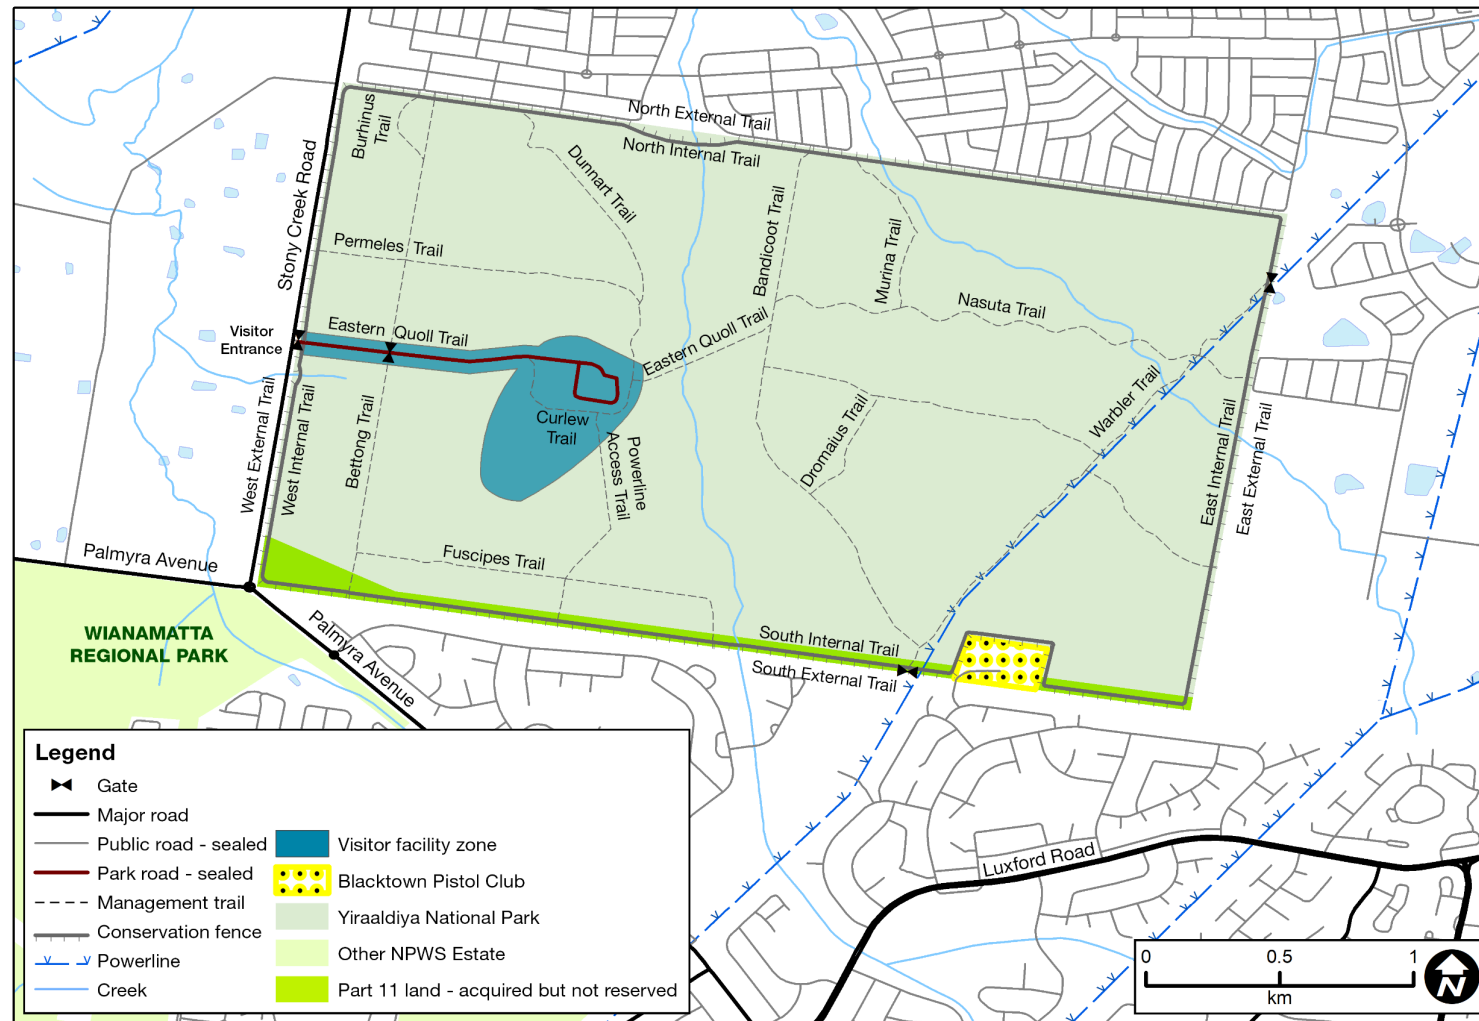 North External Trail
North Internal Trail
Burhinus
Trail
Dunnart Trail
Stony Creek Road
Permeles Trail
Bandicoot Trail
Murina Trail
Nasuta Trail
Visitor
Entrance
Eastern Quoll Trail
Eastern Quoll Trail
West External Trail
West Internal Trail
Bettong Trail
Curlew
Trail
Powerline
Access Trail
Dromaius Trail
Warbler Trail
East Internal Trail
East External Trail
Palmyra Avenue
Fuscipes Trail
WIANAMATTA
REGIONAL PARK
Palmyra Avenue
South Internal Trail
South External Trail
Luxford Road
Legend
Gate
Major road
Public road - sealed
Park road - sealed
Management trail
Conservation fence
Powerline
Creek
Visitor facility zone
Blacktown Pistol Club
Yiraaldiya National Park
Other NPWS Estate
Part 11 land - acquired but not reserved
0 0.5 1
km
N